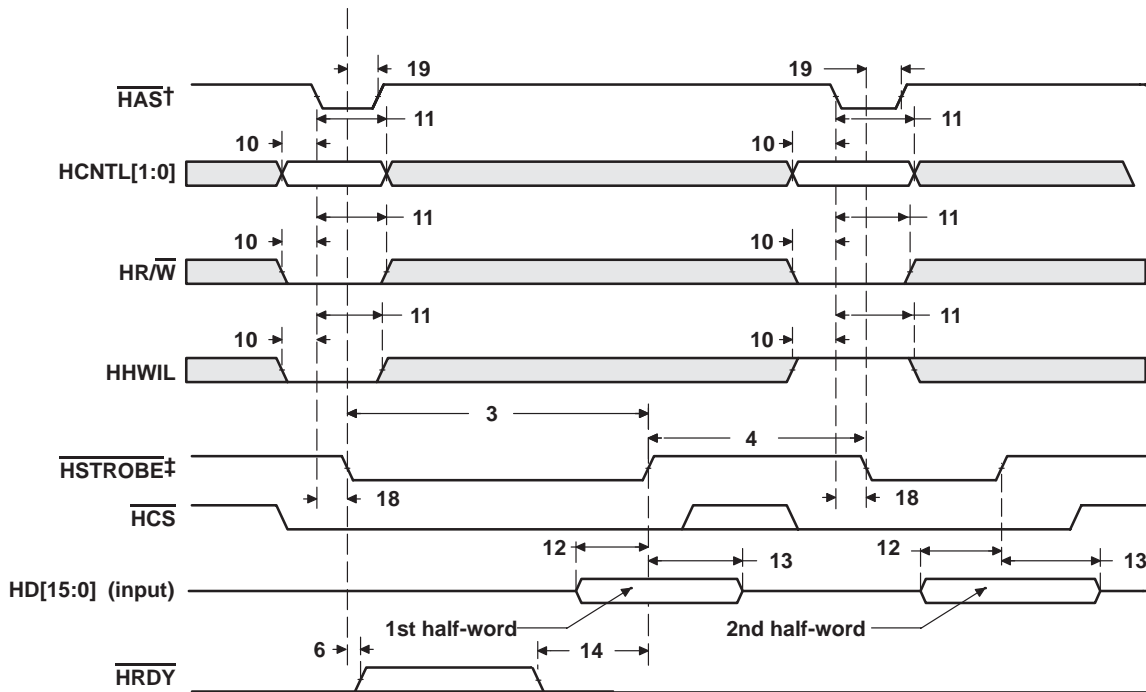 19 19
HAS†
11 11
10 10
HCNTL[1:0]
11 11
10 10
HR/W
11 11
10 10
HHWIL
3
4
HSTROBE‡
18 18
HCS
12 12
13 13
HD[15:0] (input)
1st half-word 2nd half-word
6 14
HRDY